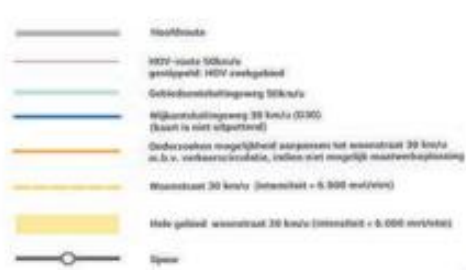 Hoofdroute
HOV-route 50km/u
gestippeld: HOV zoekgebied
Gebiedsontsluitingsweg 50km/u
Wijkontsluitingsweg 30 km/u (GO30)
(kaart is niet uitputtend)
Onderzoeken mogelijkheid aanpassen tot woonstraat 30 km/u
m.b.v. verkeerscirculatie, indien niet mogelijk maatwerkoplossing
Woonstraat 30 km/u (intensiteit < 6.000 mvt/etm)
Hele gebied woonstraat 30 km/u (intensiteit < 6.000 mvt/etm)
Spoor